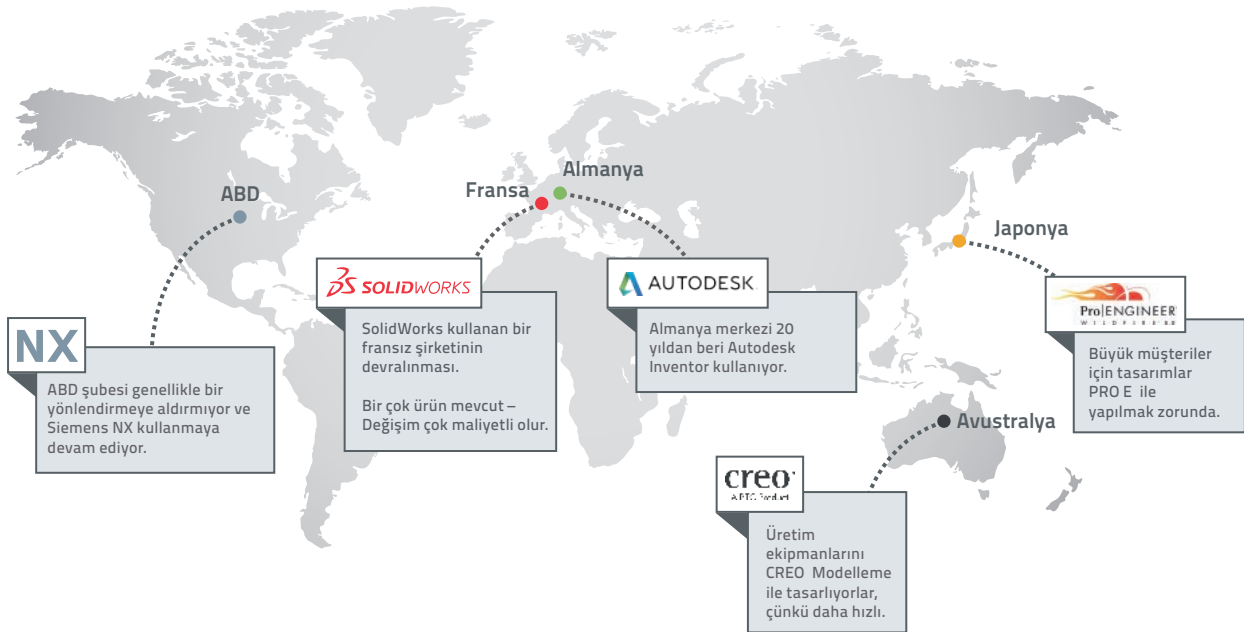 ABD
Fransa
Almanya
Japonya
Avustralya
NX
ABD şubesi genellikle bir
yönlendirmeye aldırmıyor ve
Siemens NX kullanmaya
devam ediyor.
SOLIDWORKS
SolidWorks kullanan bir
fransız şirketinin
devralınması.
Bir çok ürün mevcut –
Değişim çok maliyetli olur.
AUTODESK
Almanya merkezi 20
yıldan beri Autodesk
Inventor kullanıyor.
Pro|ENGINEER
Büyük müşteriler
için tasarımlar
PRO E ile
yapılmak zorunda.
creo
A PTC Product
Üretim
ekipmanlarını
CREO Modelleme
ile tasarlıyorlar,
çünkü daha hızlı.